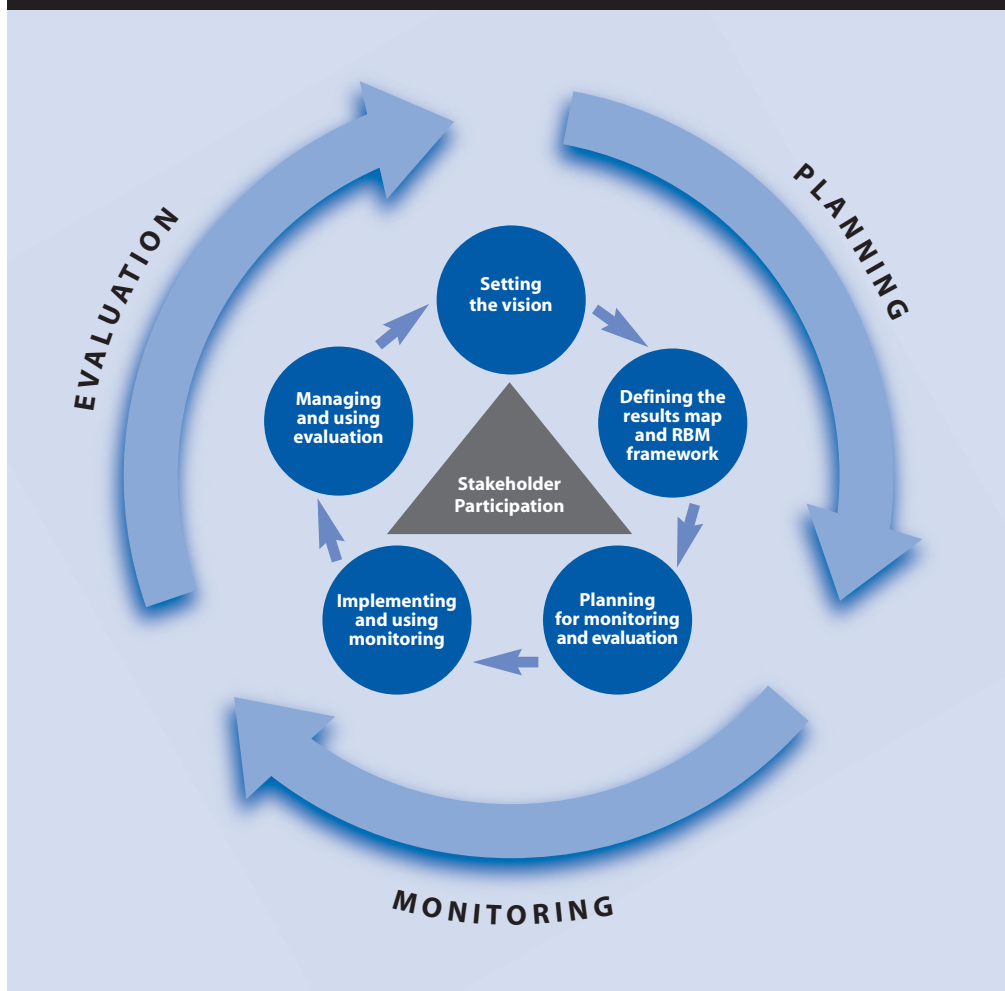 PLANNING
EVALUATION
Setting
the vision
Defining the
results map
and RBM
framework
Managing
and using
evaluation
Stakeholder
Participation
Planning
for monitoring
and evaluation
Implementing
and using
monitoring
MONITORING